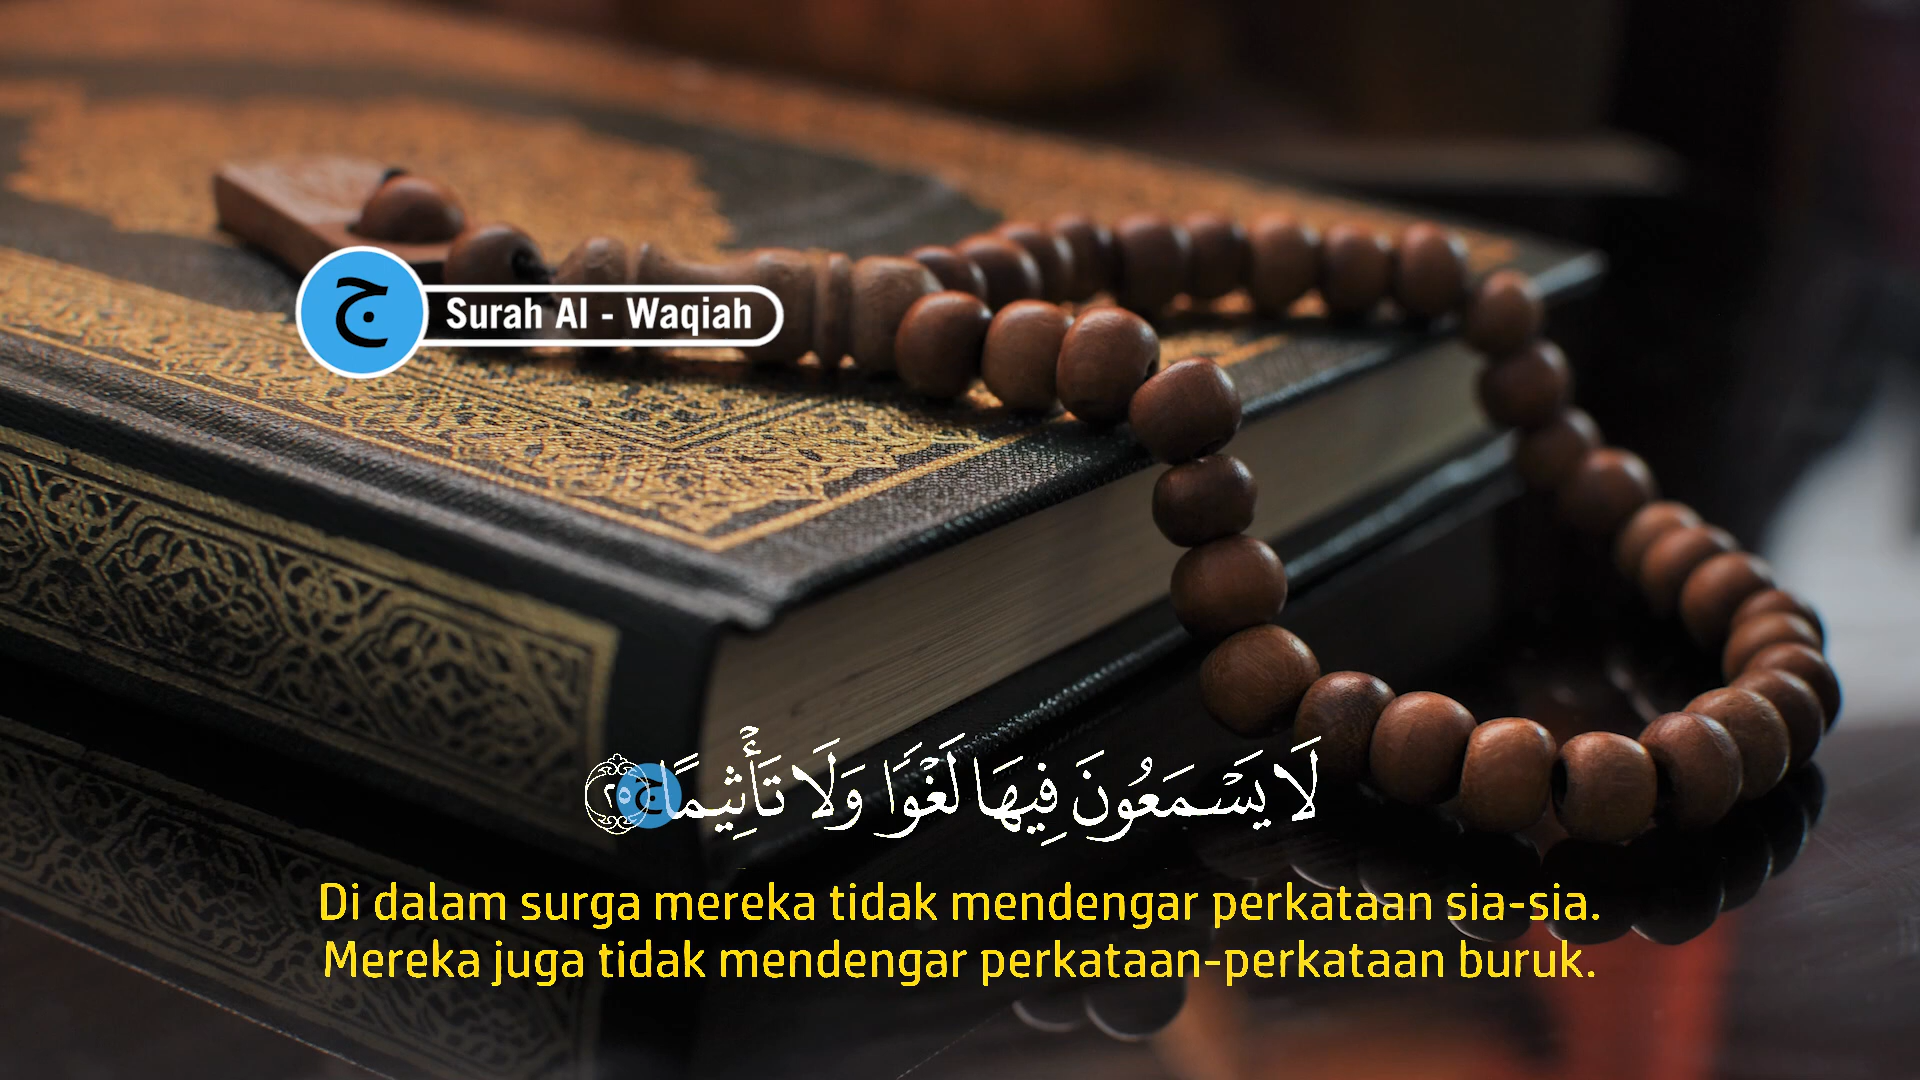 ج
Surah Al - Waqiah
لَا يَسْمَعُونَ فِيهَا لَغْوًا وَلَا تَأْثِيمًا ٢٥
ج
Di dalam surga mereka tidak mendengar perkataan sia-sia.
Mereka juga tidak mendengar perkataan-perkataan buruk.